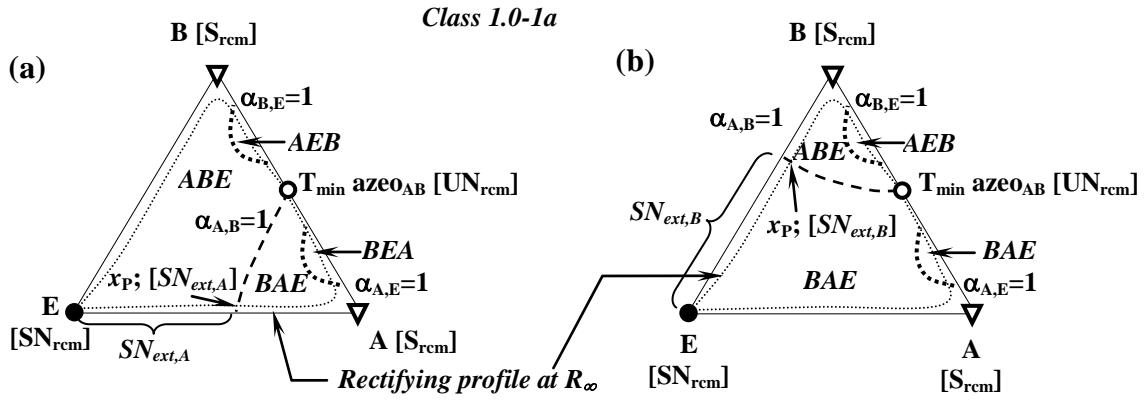 Class 1.0-1a
(a)
B [S_rcm]
α_B,E=1
AEB
ABE
T_min azeo_AB [UN_rcm]
α_A,B=1
BEA
x_P; [SN_ext,A]
BAE
α_A,E=1
E
[SN_rcm]
SN_ext,A
A [S_rcm]
Rectifying profile at R_∞
(b)
B [S_rcm]
α_B,E=1
α_A,B=1
ABE
AEB
T_min azeo_AB [UN_rcm]
SN_ext,B
x_P; [SN_ext,B]
BAE
BAE
α_A,E=1
E
[SN_rcm]
A
[S_rcm]